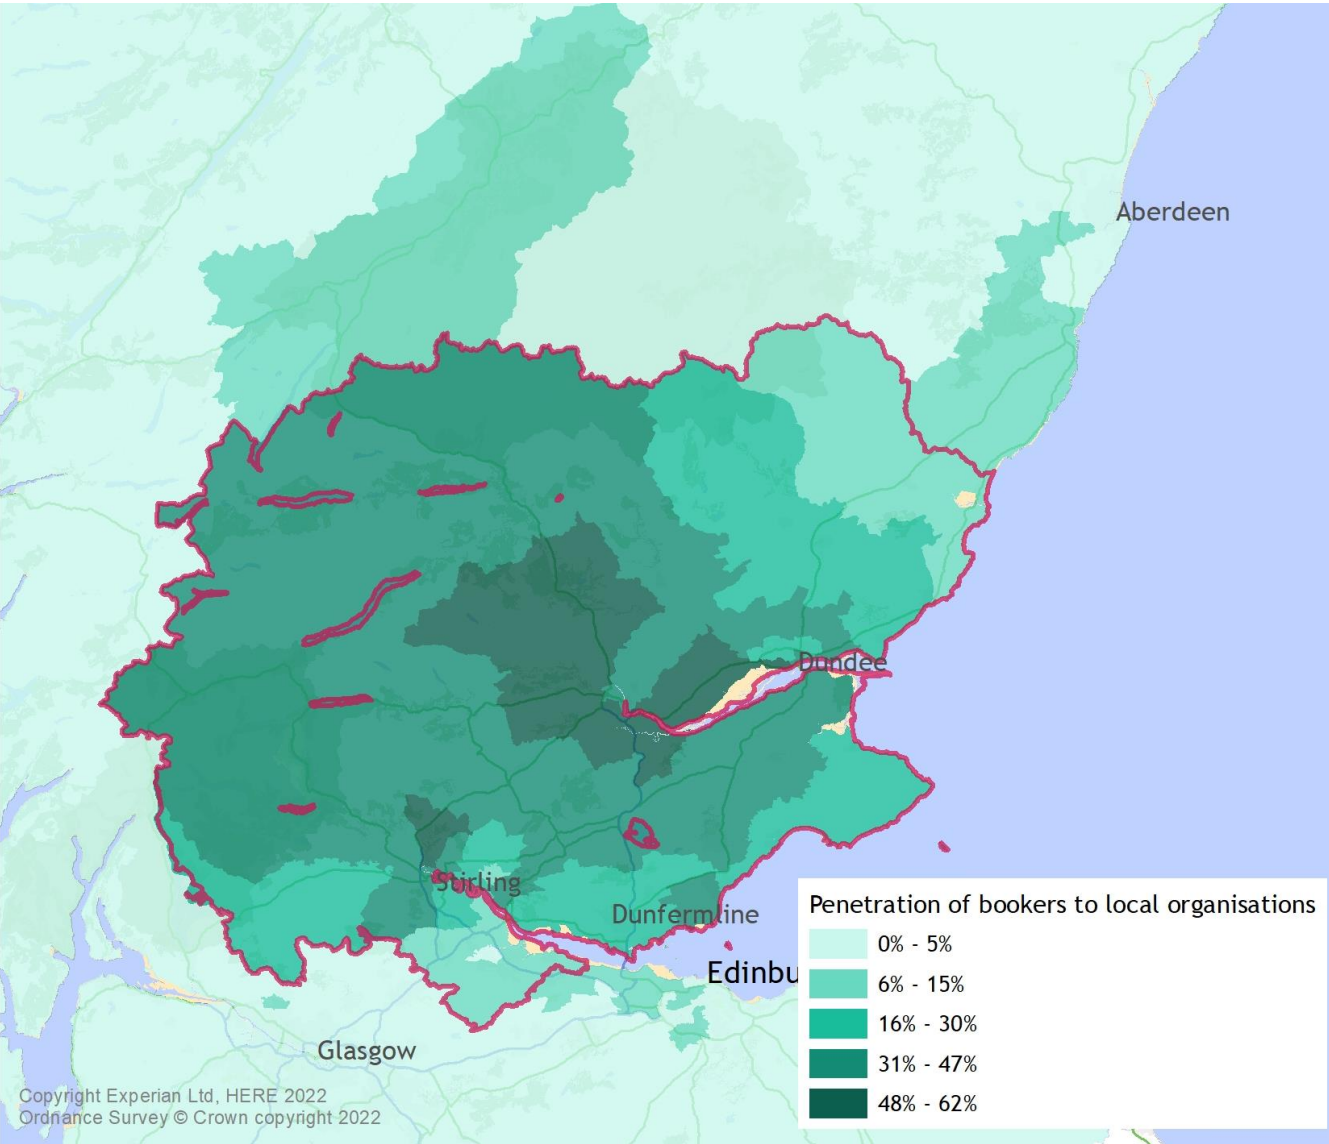 Aberdeen
Dundee
Stirling
Dunfermline
Edinbu
Glasgow
Penetration of bookers to local organisations
0% - 5%
6% - 15%
16% - 30%
31% - 47%
48% - 62%
Copyright Experian Ltd, HERE 2022
Ordnance Survey © Crown copyright 2022